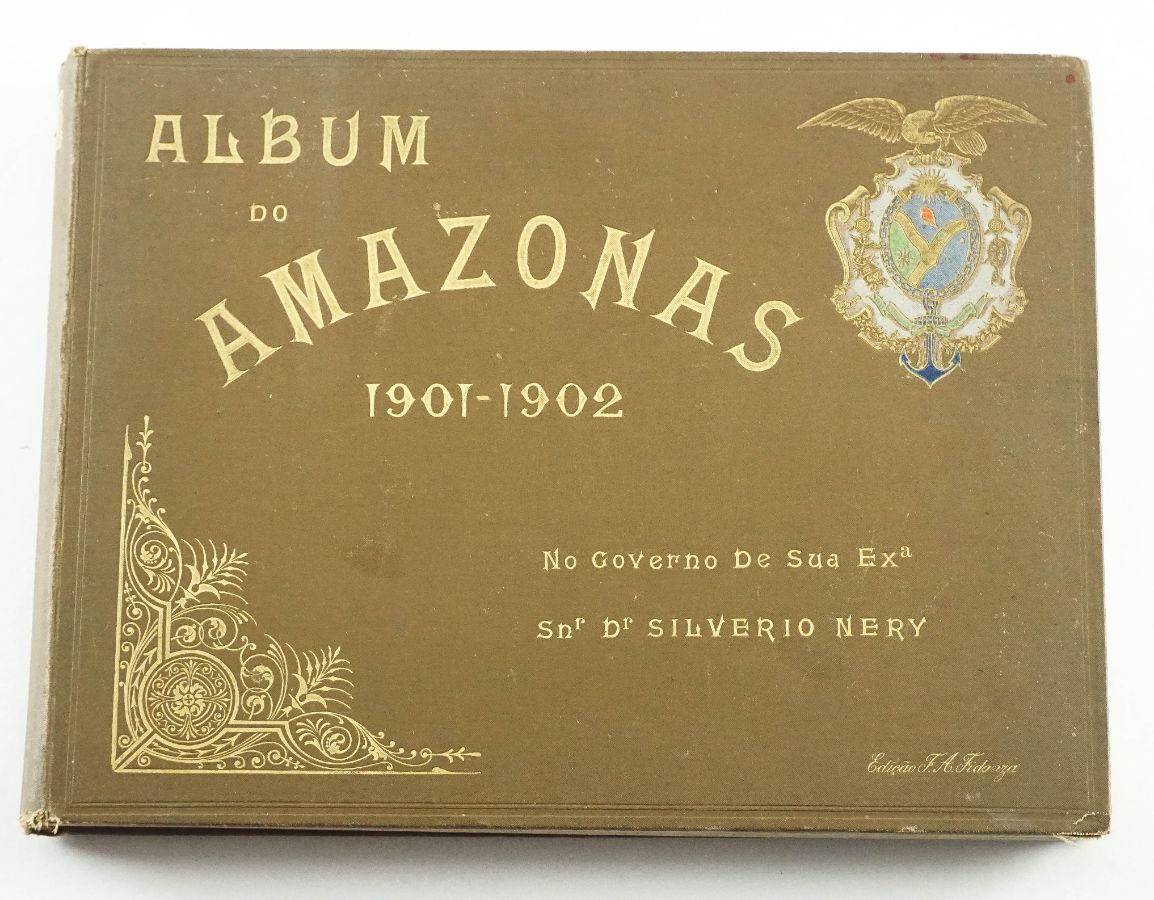 ALBUM
DO
AMAZONAS
1901-1902
No Governo De Sua Exª
Snʳ Dʳ SILVERIO NERY
Edição F. A. Fidanza